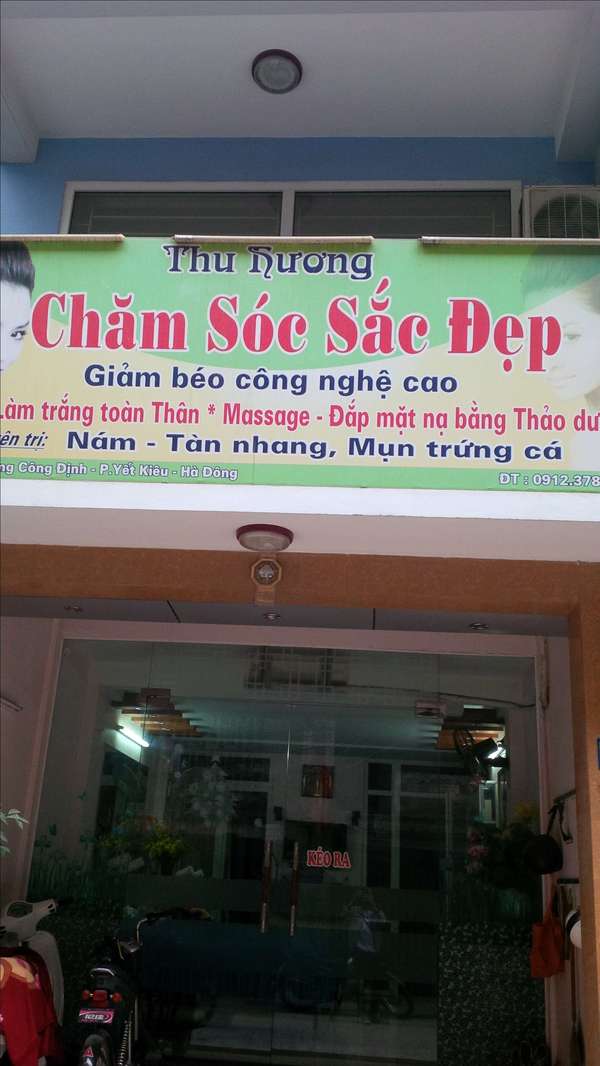 Thu Hương
Chăm Sóc Sắc Đẹp
Giảm béo công nghệ cao
Làm trắng toàn Thân * Massage - Đắp mặt nạ bằng Thảo
trị: Nám - Tàn nhang, Mụn trứng cá
Công Định - P.Yết Kiêu - Hà Đông
ĐT : 0912.378
KÉO RA